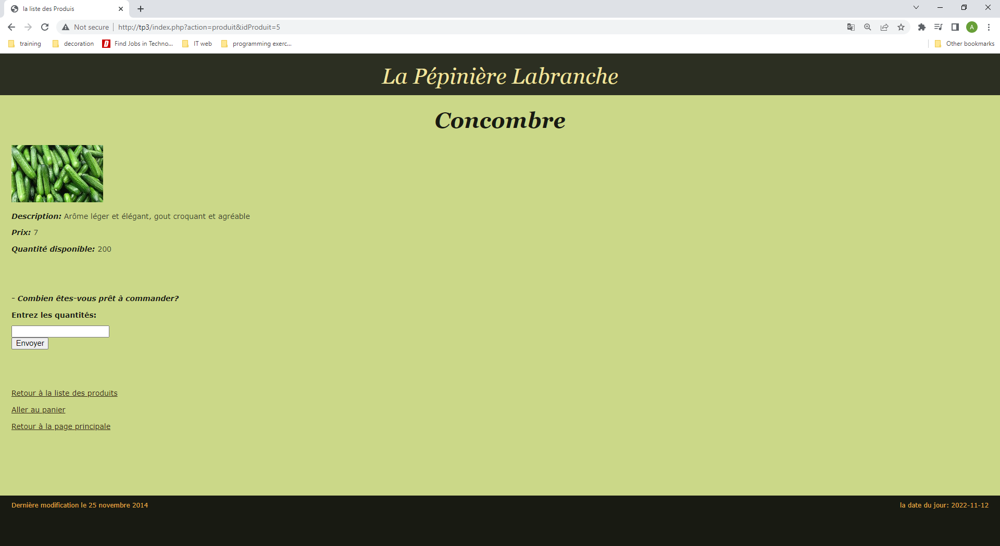 la liste des Produis
Not secure
http://tp3/index.php?action=produit&idProduit=5
A
training
decoration
D
Find Jobs in Techno...
IT web
programming exerc...
Other bookmarks
La Pépinière Labranche
Concombre
Description: Arôme léger et élégant, gout croquant et agréable
Prix: 7
Quantité disponible: 200
- Combien êtes-vous prêt à commander?
Entrez les quantités:
Envoyer
Retour à la liste des produits
Aller au panier
Retour à la page principale
Dernière modification le 25 novembre 2014
la date du jour: 2022-11-12